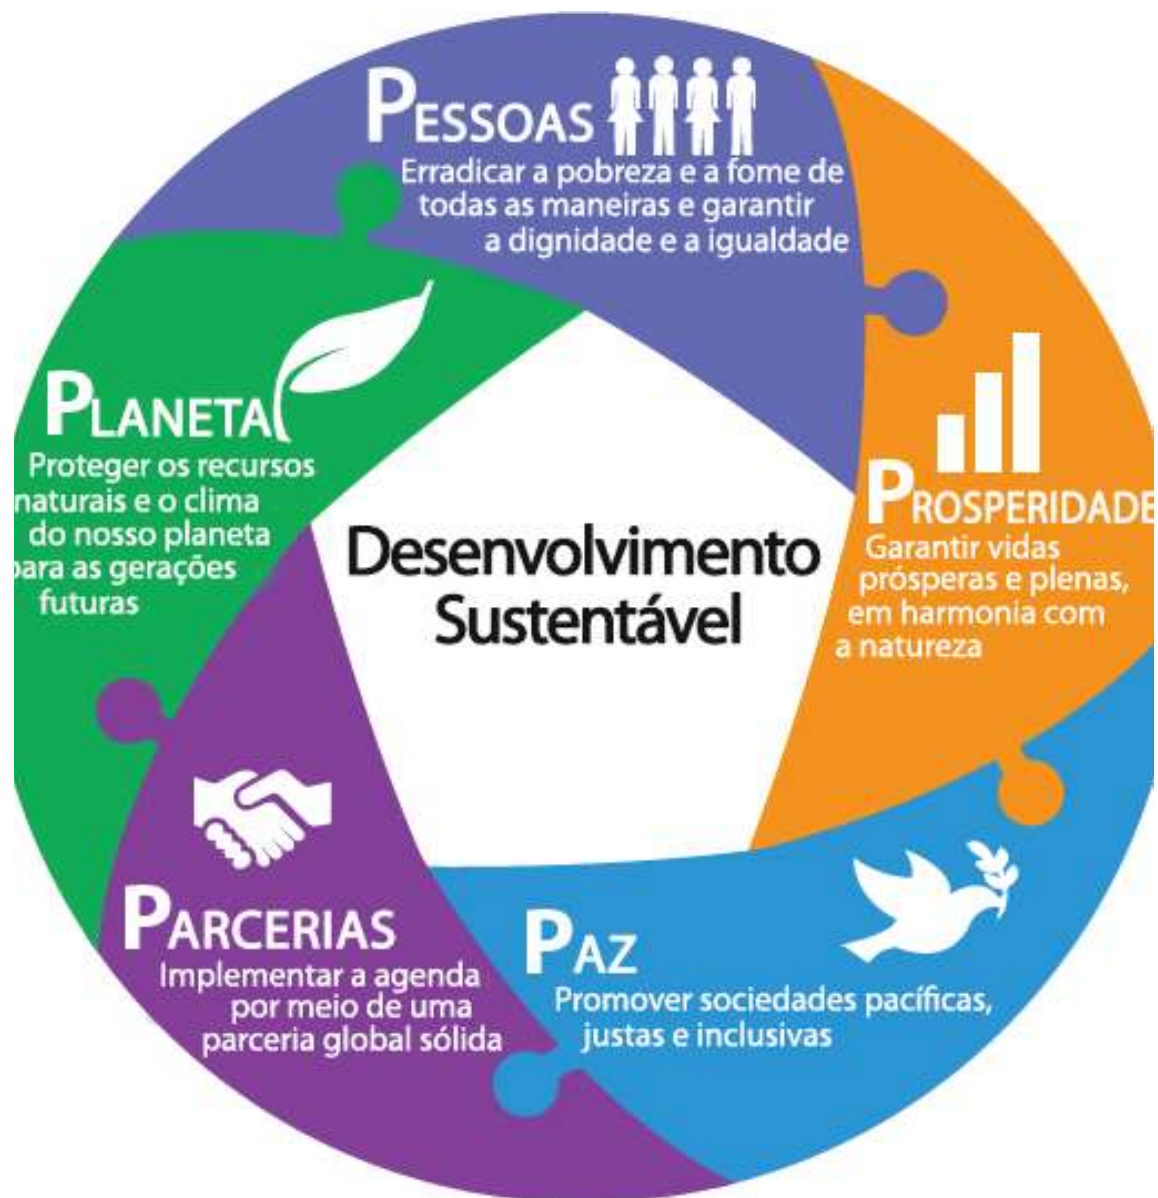 PESSOAS
Erradicar a pobreza e a fome de
todas as maneiras e garantir
a dignidade e a igualdade
PROSPERIDADE
Garantir vidas
prósperas e plenas,
em harmonia com
a natureza
PAZ
Promover sociedades pacíficas,
justas e inclusivas
PARCERIAS
Implementar a agenda
por meio de uma
parceria global sólida
PLANETA
Proteger os recursos
naturais e o clima
do nosso planeta
para as gerações
futuras
Desenvolvimento
Sustentável